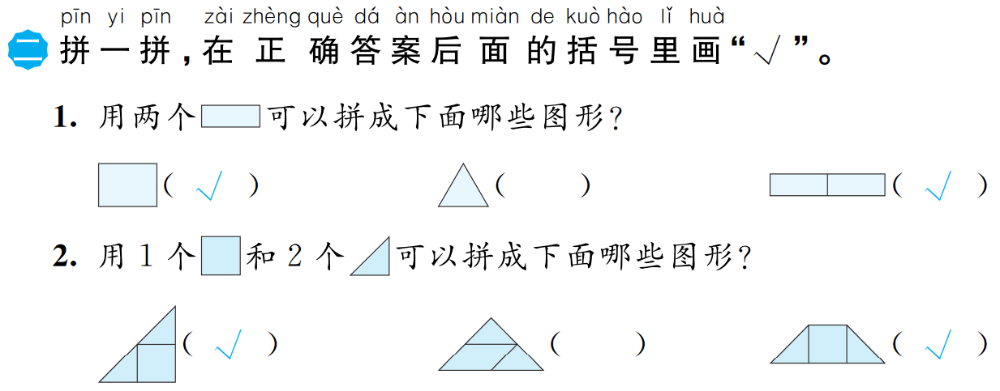 pīn yi pīn zài zhèng què dá àn hòu miàn de kuò hào lǐ huà
二 拼一拼,在正确答案后面的括号里画“√”。
1. 用两个 可以拼成下面哪些图形?
( √ ) ( ) ( √ )
2. 用 1 个 和 2 个 可以拼成下面哪些图形?
( √ ) ( ) ( √ )